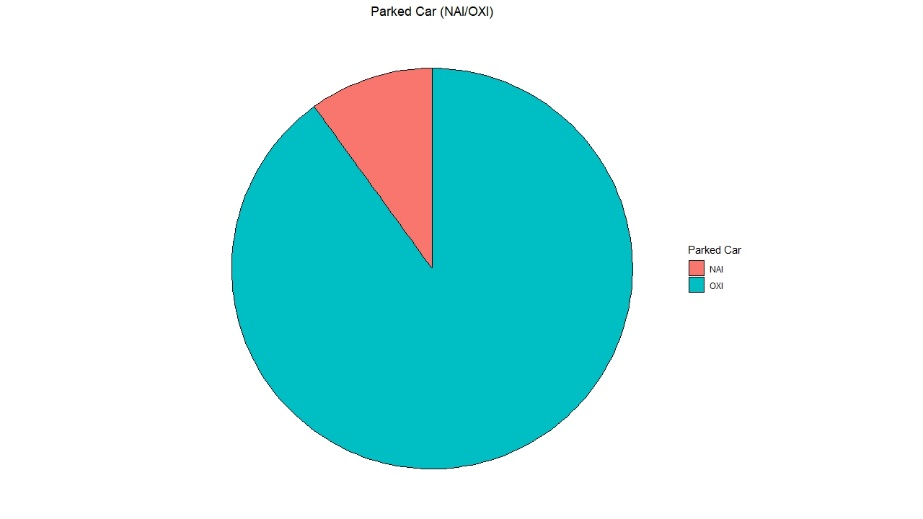 Parked Car (NAI/OXI)
Parked Car
NAI
OXI